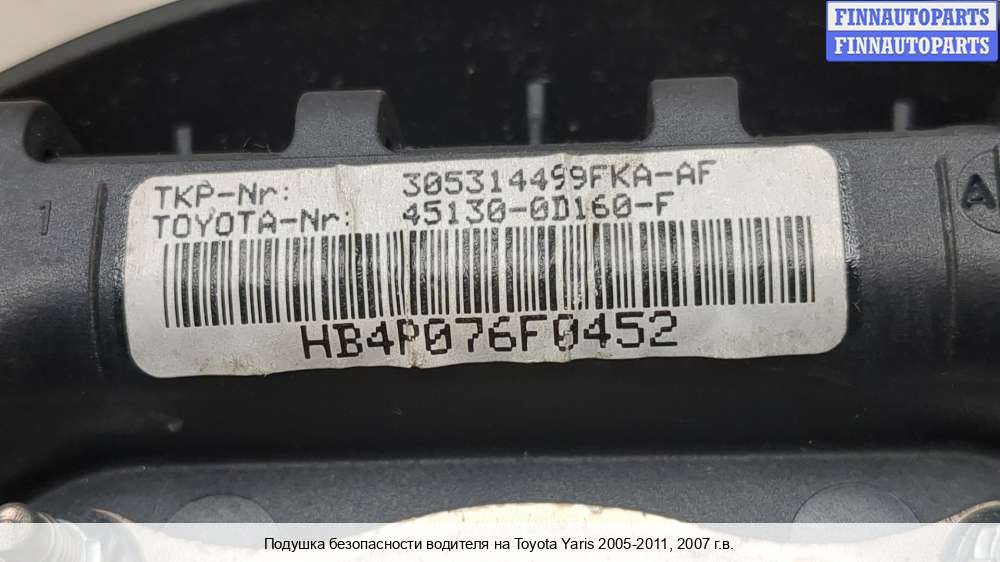 FINNAUTOPARTS
FINNAUTOPARTS
TKP-Nr: 305314499FKA-AF
TOYOTA-Nr: 45130-0D160-F
HB4P076F0452
1
A
Подушка безопасности водителя на Toyota Yaris 2005-2011, 2007 г.в.